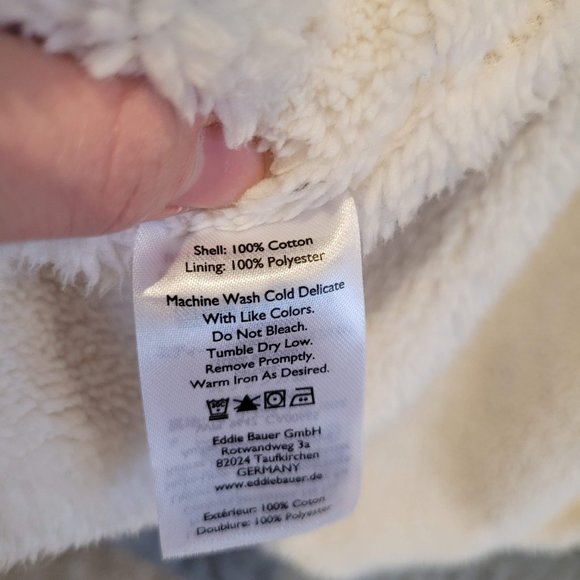 Shell: 100% Cotton
Lining: 100% Polyester
Machine Wash Cold Delicate
With Like Colors.
Do Not Bleach.
Tumble Dry Low.
Remove Promptly.
Warm Iron As Desired.
Eddie Bauer GmbH
Rotwandweg 3a
82024 Taufkirchen
GERMANY
www.eddiebauer.de
Extérieur: 100% Coton
Doublure: 100% Polyester